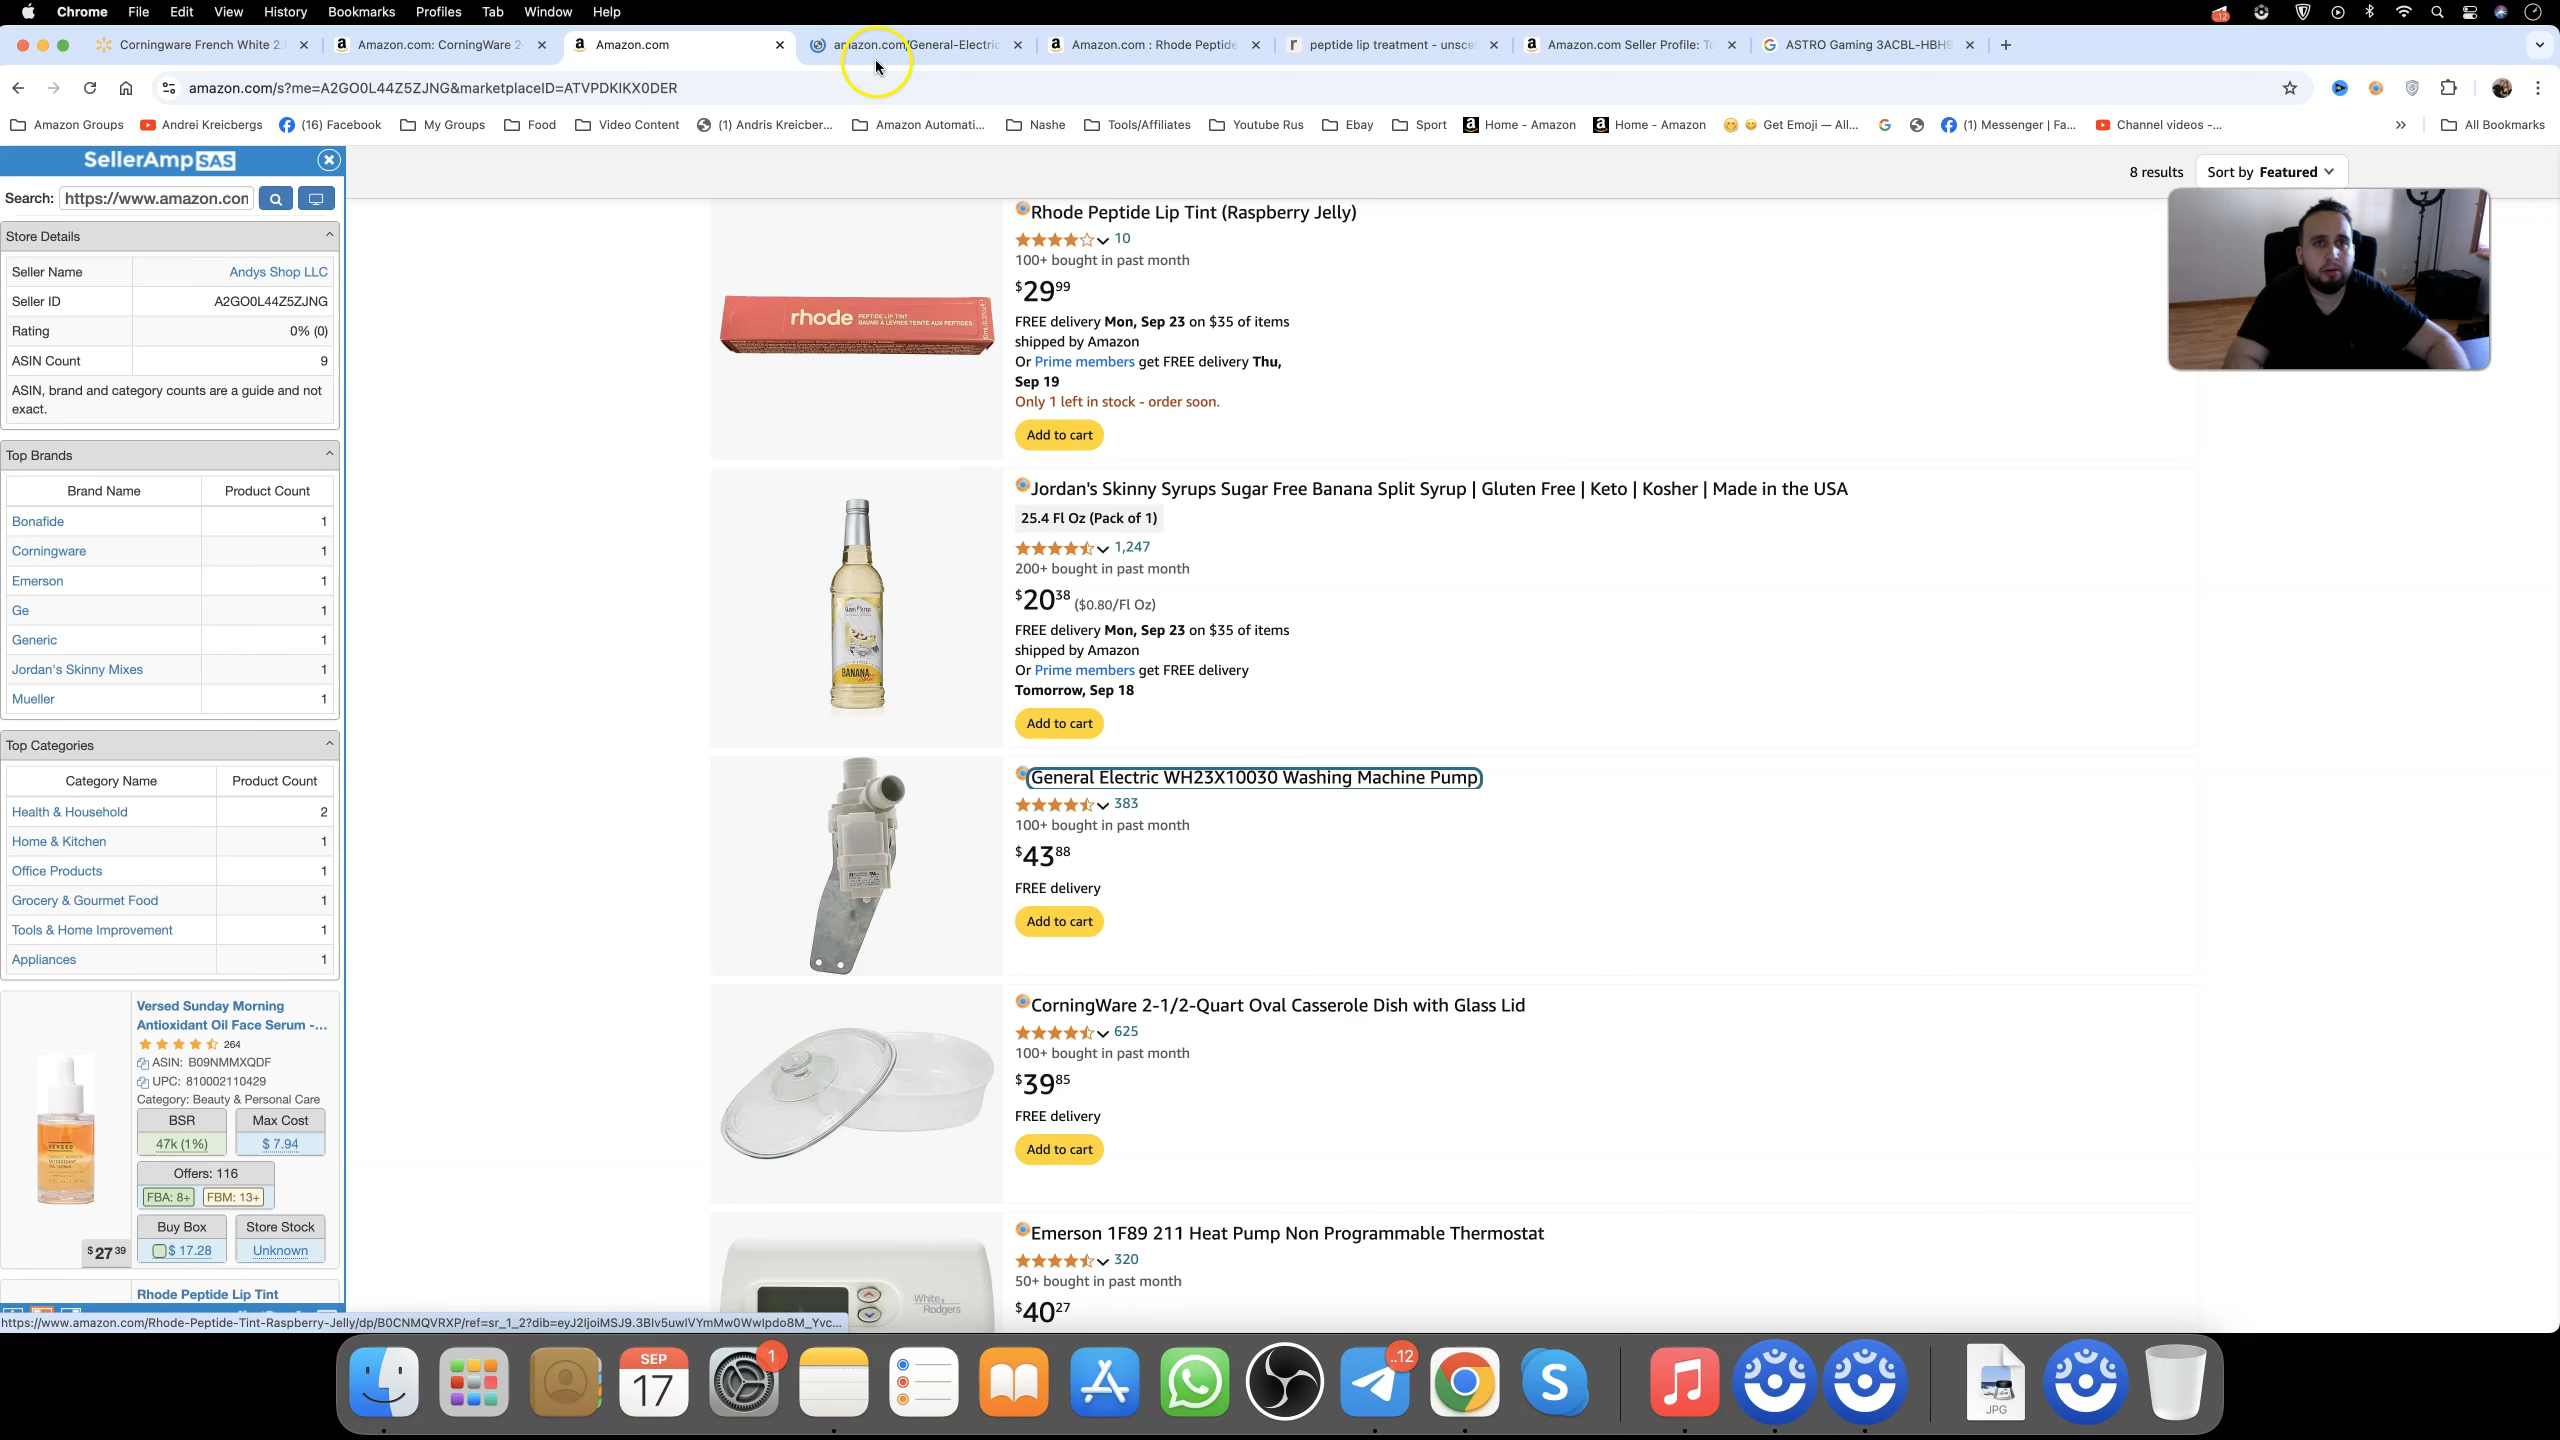 Chrome File Edit View History Bookmarks Profiles Tab Window Help
Corningware French White 2. Amazon.com: CorningWare 2 Amazon.com amazon.com/General-Electric Amazon.com : Rhode Peptide peptide lip treatment - unsce Amazon.com Seller Profile: To ASTRO Gaming 3ACBL-HBHS
amazon.com/s?me=A2GO0L44Z5ZJNG&marketplaceID=ATVPDKIKX0DER
Amazon Groups Andrei Kreicbergs (16) Facebook My Groups Food Video Content (1) Andris Kreicber... Amazon Automati... Nashe Tools/Affiliates Youtube Rus Ebay Sport Home - Amazon Home - Amazon Get Emoji — All... (1) Messenger | Fa... Channel videos -... All Bookmarks
SellerAmp SAS
Search: https://www.amazon.con
Store Details
Seller Name Andys Shop LLC
Seller ID A2GO0L44Z5ZJNG
Rating 0% (0)
ASIN Count 9
ASIN, brand and category counts are a guide and not
exact.
Top Brands
Brand Name Product Count
Bonafide 1
Corningware 1
Emerson 1
Ge 1
Generic 1
Jordan's Skinny Mixes 1
Mueller 1
Top Categories
Category Name Product Count
Health & Household 2
Home & Kitchen 1
Office Products 1
Grocery & Gourmet Food 1
Tools & Home Improvement 1
Appliances 1
Versed Sunday Morning
Antioxidant Oil Face Serum -...
264
ASIN: B09NMMXQDF
UPC: 810002110429
Category: Beauty & Personal Care
BSR Max Cost
47k (1%) $ 7.94
Offers: 116
FBA: 8+ FBM: 13+
Buy Box Store Stock
$ 17.28 Unknown
$27 39
Rhode Peptide Lip Tint
https://www.amazon.com/Rhode-Peptide-Tint-Raspberry-Jelly/dp/B0CNMQVRXP/ref=sr_1_2?dib=eyJ2IjoiMSJ9.3BIv5uwlVYmMw0Wwlpdo8M_Yvc...
8 results Sort by Featured
Rhode Peptide Lip Tint (Raspberry Jelly)
10
100+ bought in past month
$29 99
FREE delivery Mon, Sep 23 on $35 of items
shipped by Amazon
Or Prime members get FREE delivery Thu,
Sep 19
Only 1 left in stock - order soon.
Add to cart
rhode PEPTIDE LIP TINT
BAUME À LÈVRES TEINTÉ AUX PEPTIDES
Jordan's Skinny Syrups Sugar Free Banana Split Syrup | Gluten Free | Keto | Kosher | Made in the USA
25.4 Fl Oz (Pack of 1)
1,247
200+ bought in past month
$20 38 ($0.80/Fl Oz)
FREE delivery Mon, Sep 23 on $35 of items
shipped by Amazon
Or Prime members get FREE delivery
Tomorrow, Sep 18
Add to cart
BANANA
General Electric WH23X10030 Washing Machine Pump
383
100+ bought in past month
$43 88
FREE delivery
Add to cart
CorningWare 2-1/2-Quart Oval Casserole Dish with Glass Lid
625
100+ bought in past month
$39 85
FREE delivery
Add to cart
Emerson 1F89 211 Heat Pump Non Programmable Thermostat
320
50+ bought in past month
$40 27
White
Rodgers
SEP
17
1
..12
JPG